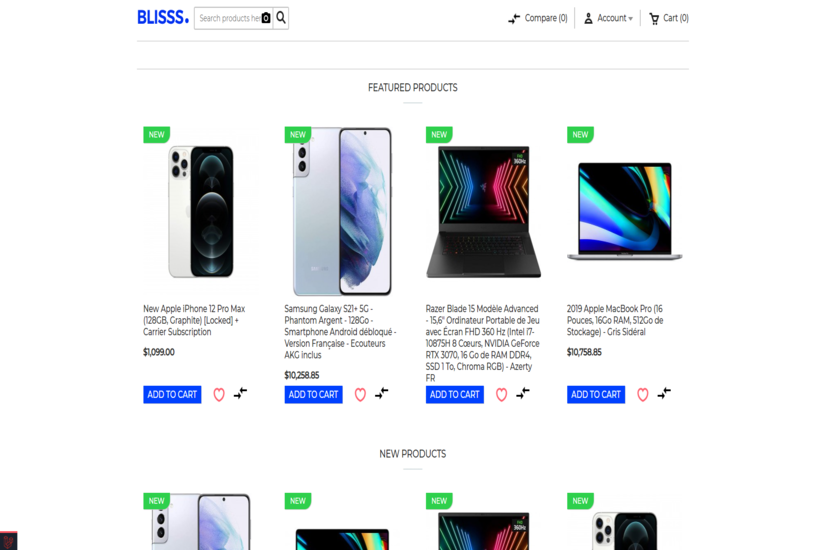 BLISSS.
Search products her
Compare (0)
Account
Cart (0)
FEATURED PRODUCTS
NEW
NEW
NEW
NEW
FHD
360Hz
New Apple iPhone 12 Pro Max
(128GB, Graphite) [Locked] +
Carrier Subscription
$1,099.00
ADD TO CART
Samsung Galaxy S21+ 5G -
Phantom Argent - 128Go -
Smartphone Android débloqué -
Version Française - Ecouteurs
AKG inclus
$10,258.85
ADD TO CART
Razer Blade 15 Modèle Advanced
- 15,6" Ordinateur Portable de Jeu
avec Écran FHD 360 Hz (Intel i7-
10875H 8 Cœurs, NVIDIA GeForce
RTX 3070, 16 Go de RAM DDR4,
SSD 1 To, Chroma RGB) - Azerty
FR
ADD TO CART
2019 Apple MacBook Pro (16
Pouces, 16Go RAM, 512Go de
Stockage) - Gris Sidéral
$10,758.85
ADD TO CART
NEW PRODUCTS
NEW
NEW
NEW
NEW
360Hz